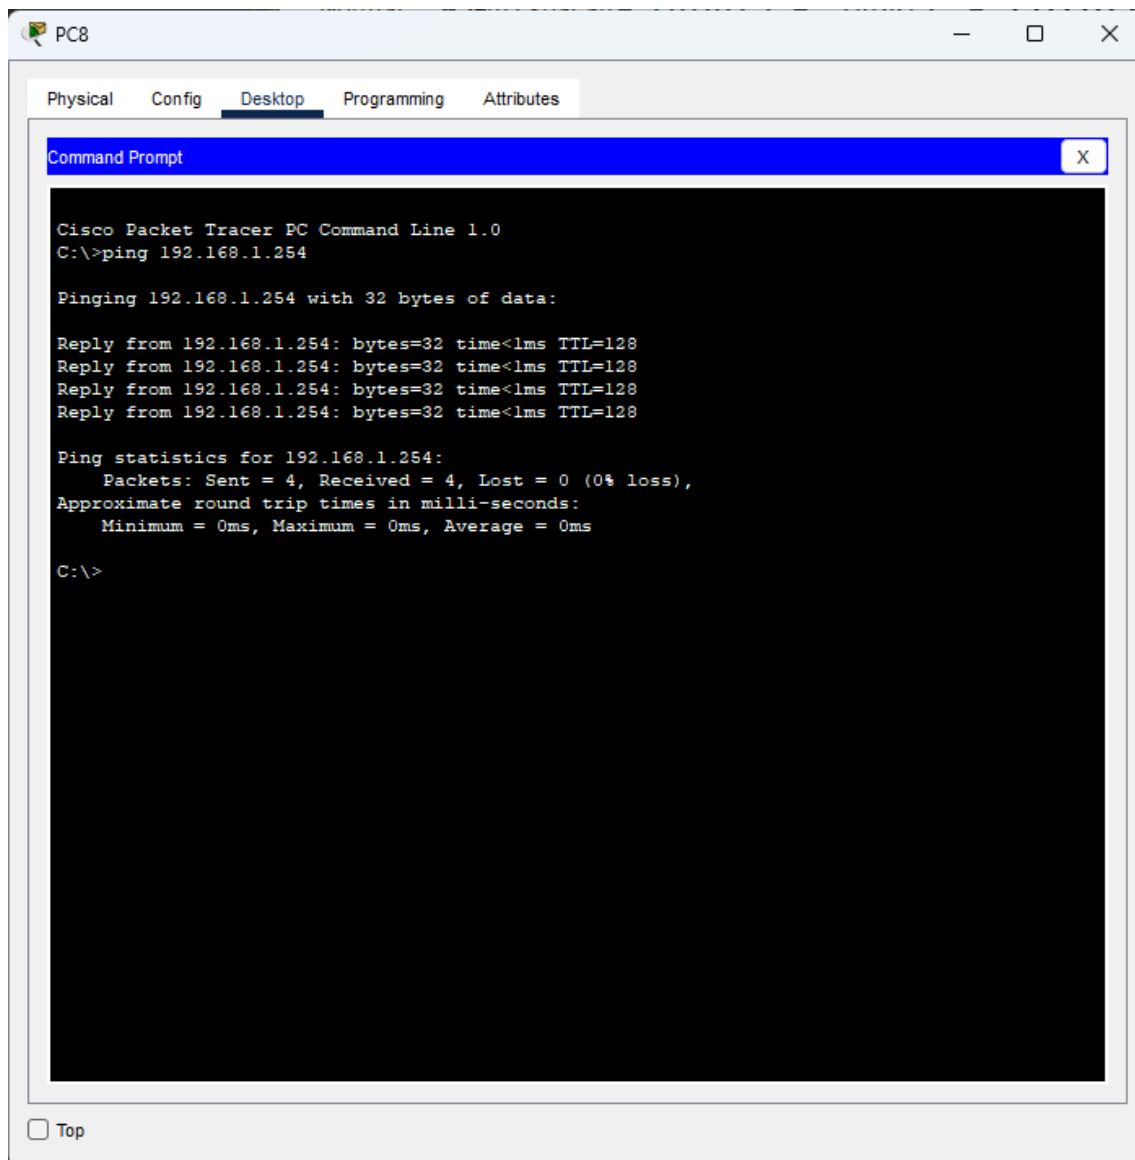 PC8
Physical Config Desktop Programming Attributes
Command Prompt
X
Cisco Packet Tracer PC Command Line 1.0
C:\>ping 192.168.1.254
Pinging 192.168.1.254 with 32 bytes of data:
Reply from 192.168.1.254: bytes=32 time<1ms TTL=128
Reply from 192.168.1.254: bytes=32 time<1ms TTL=128
Reply from 192.168.1.254: bytes=32 time<1ms TTL=128
Reply from 192.168.1.254: bytes=32 time<1ms TTL=128
Ping statistics for 192.168.1.254:
Packets: Sent = 4, Received = 4, Lost = 0 (0% loss),
Approximate round trip times in milli-seconds:
Minimum = 0ms, Maximum = 0ms, Average = 0ms
C:\>
Top